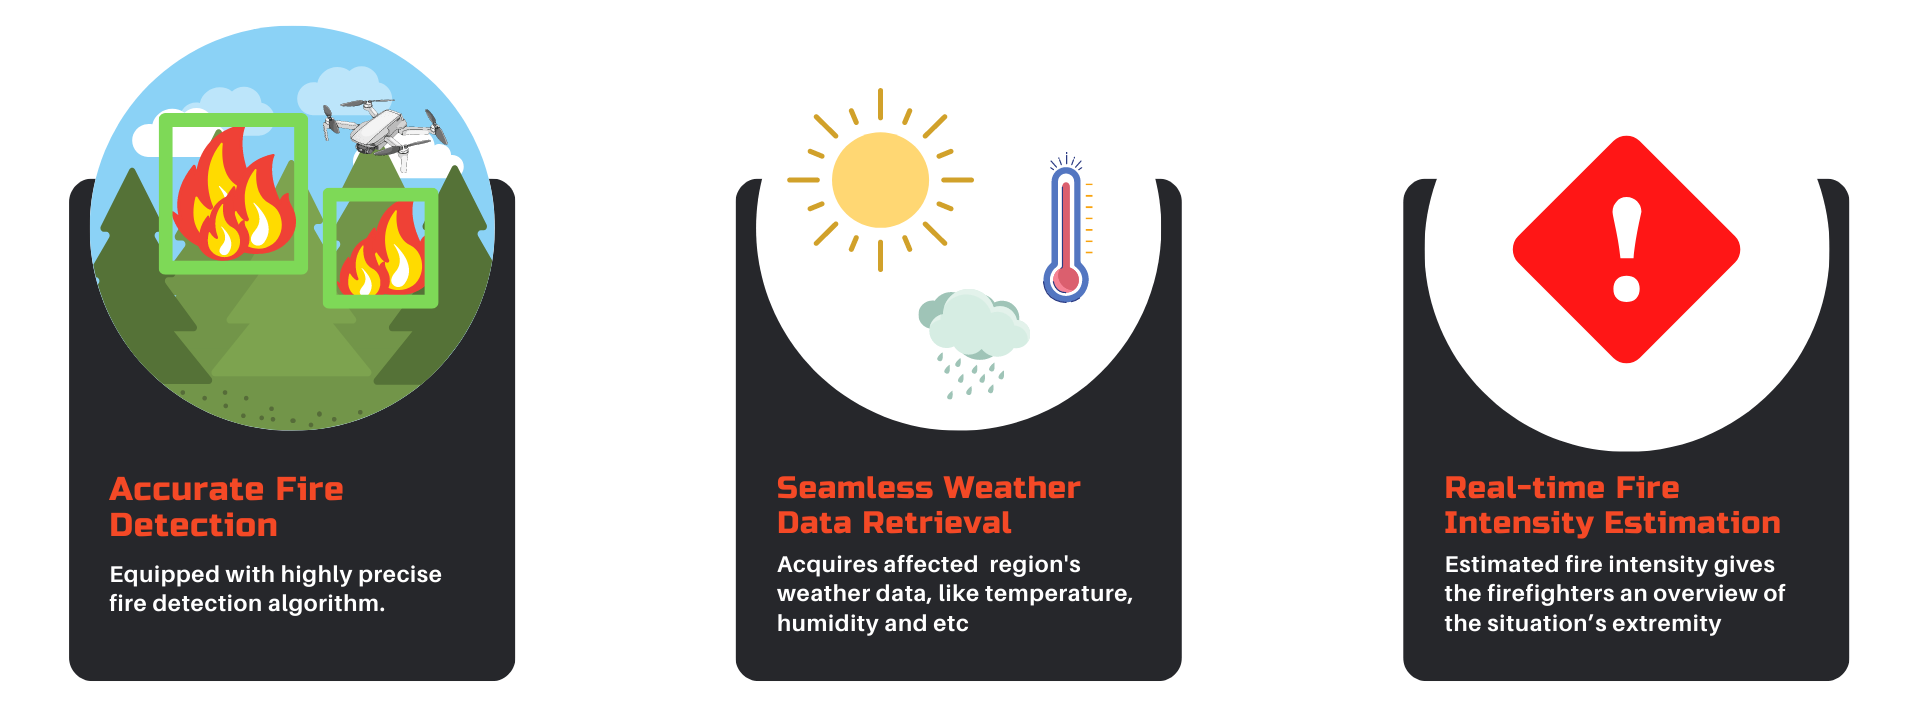 Accurate Fire
Detection
Equipped with highly precise
fire detection algorithm.
Seamless Weather
Data Retrieval
Acquires affected  region's
weather data, like temperature,
humidity and etc
Real-time Fire
Intensity Estimation
Estimated fire intensity gives
the firefighters an overview of
the situation’s extremity